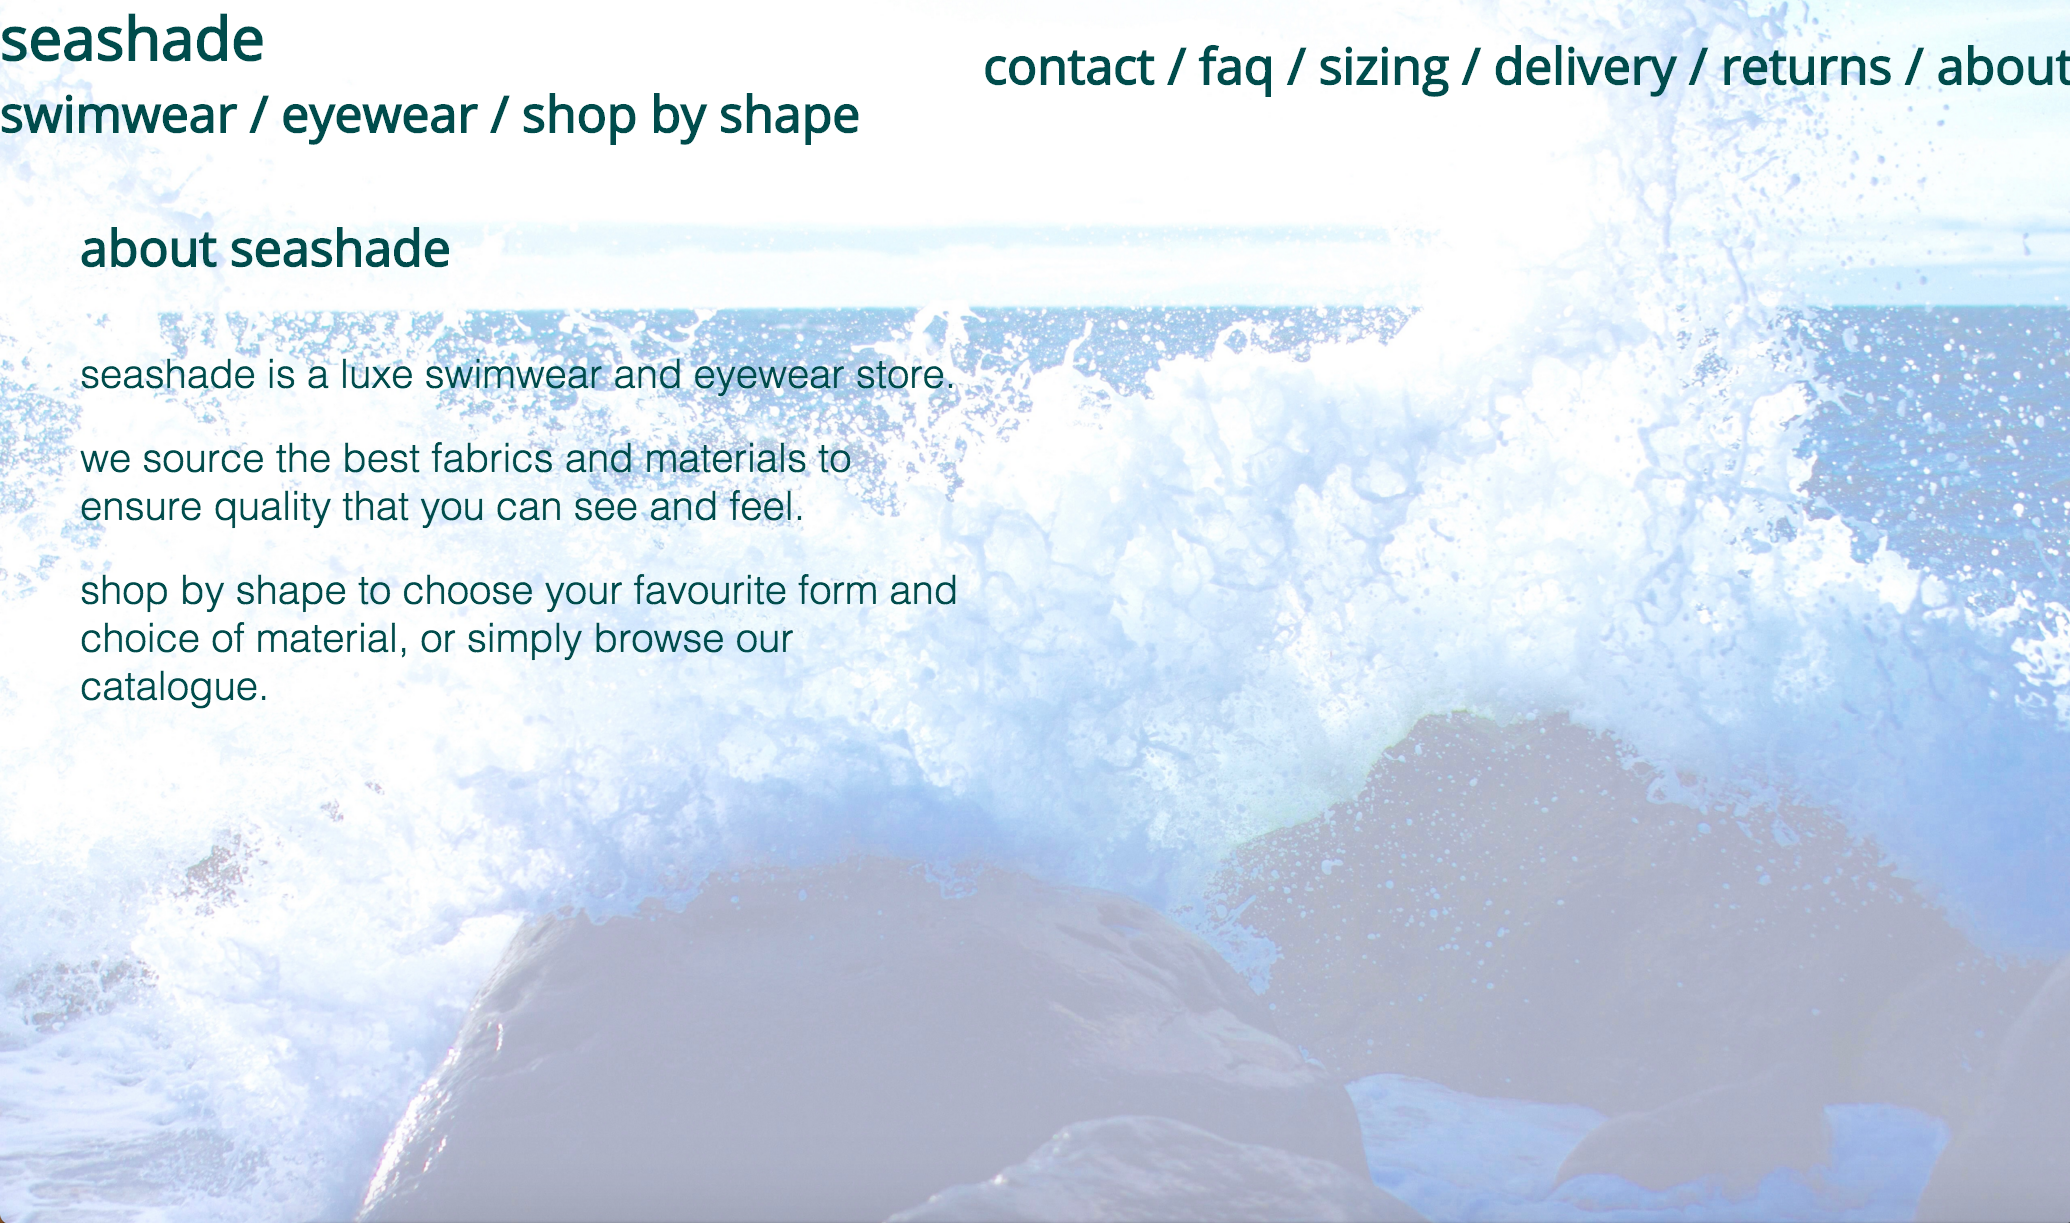 seashade
contact / faq / sizing / delivery / returns / about
swimwear / eyewear / shop by shape
about seashade
seashade is a luxe swimwear and eyewear store.
we source the best fabrics and materials to
ensure quality that you can see and feel.
shop by shape to choose your favourite form and
choice of material, or simply browse our
catalogue.